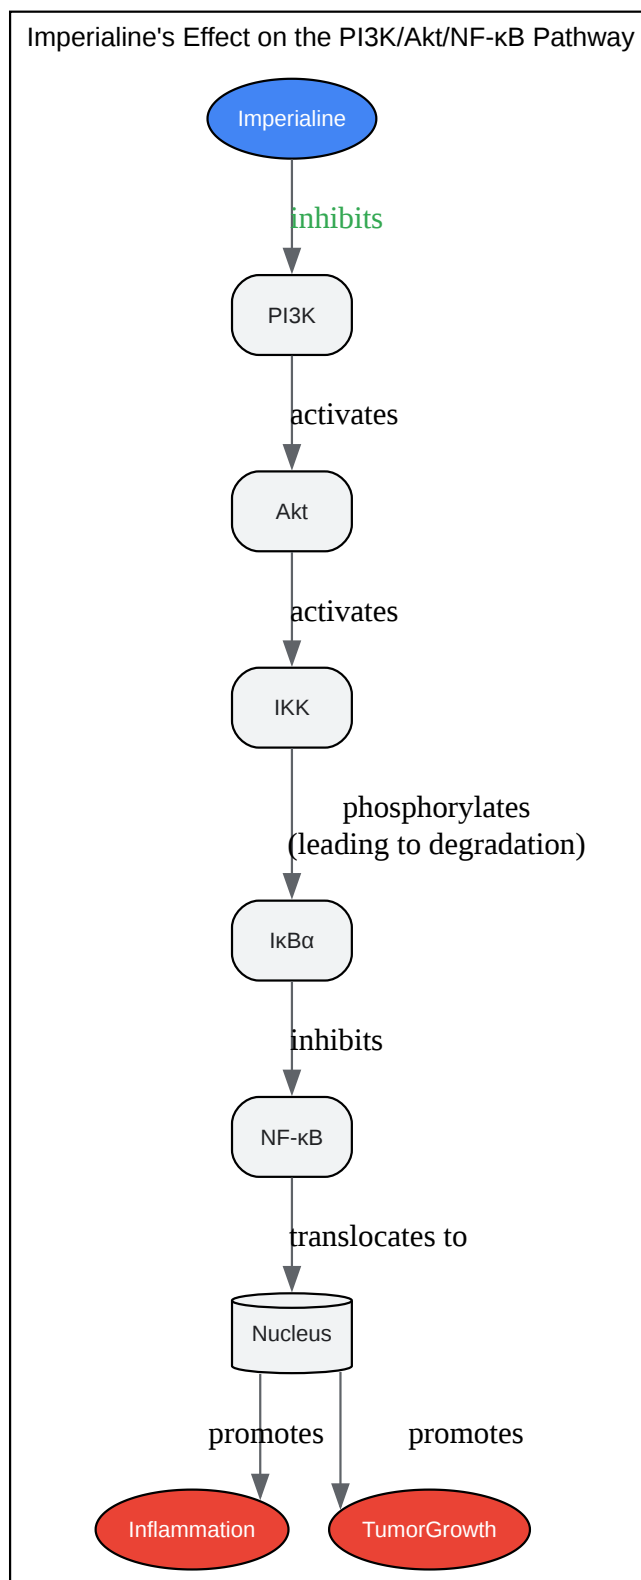 Imperialine's Effect on the PI3K/Akt/NF-κB Pathway
Imperialine
inhibits
PI3K
activates
Akt
activates
IKK
phosphorylates
(leading to degradation)
IκBα
inhibits
NF-κB
translocates to
Nucleus
promotes
promotes
Inflammation
TumorGrowth